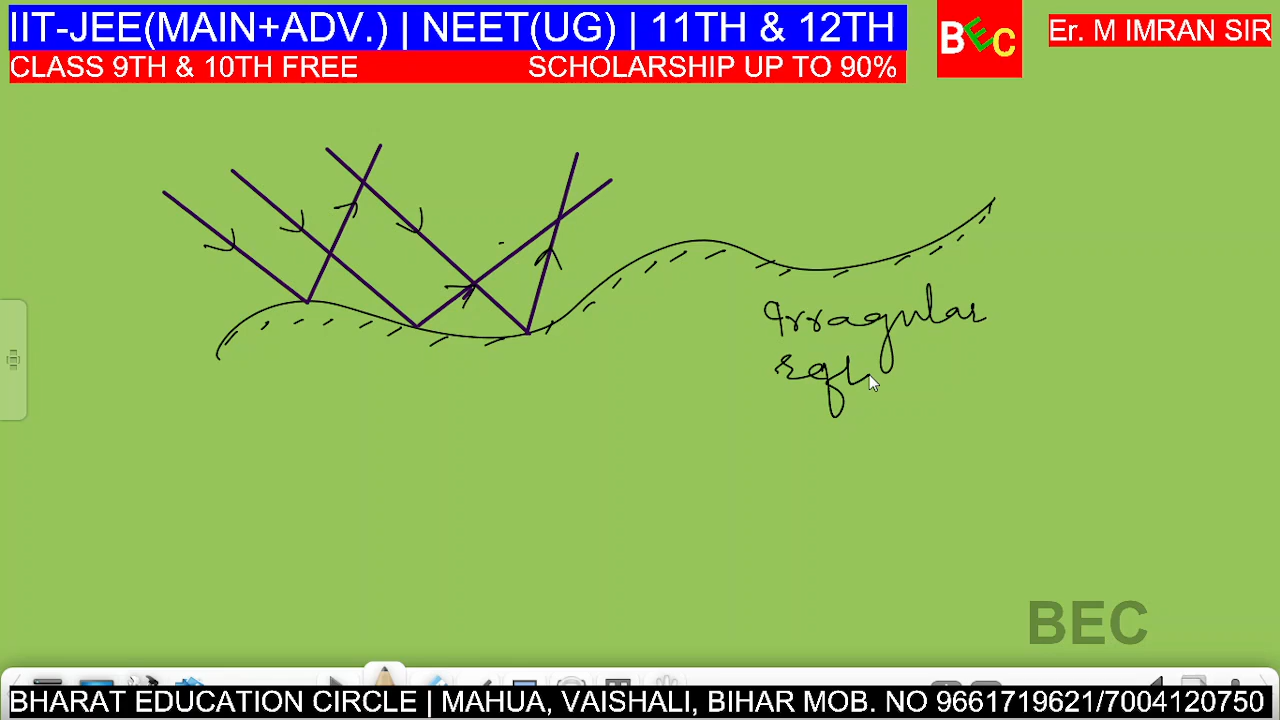 IIT-JEE(MAIN+ADV.) | NEET(UG) | 11TH & 12TH
CLASS 9TH & 10TH FREE SCHOLARSHIP UP TO 90%
BEC
Er. M IMRAN SIR
Irragular
BEC
BHARAT EDUCATION CIRCLE | MAHUA, VAISHALI, BIHAR MOB. NO 9661719621/7004120750